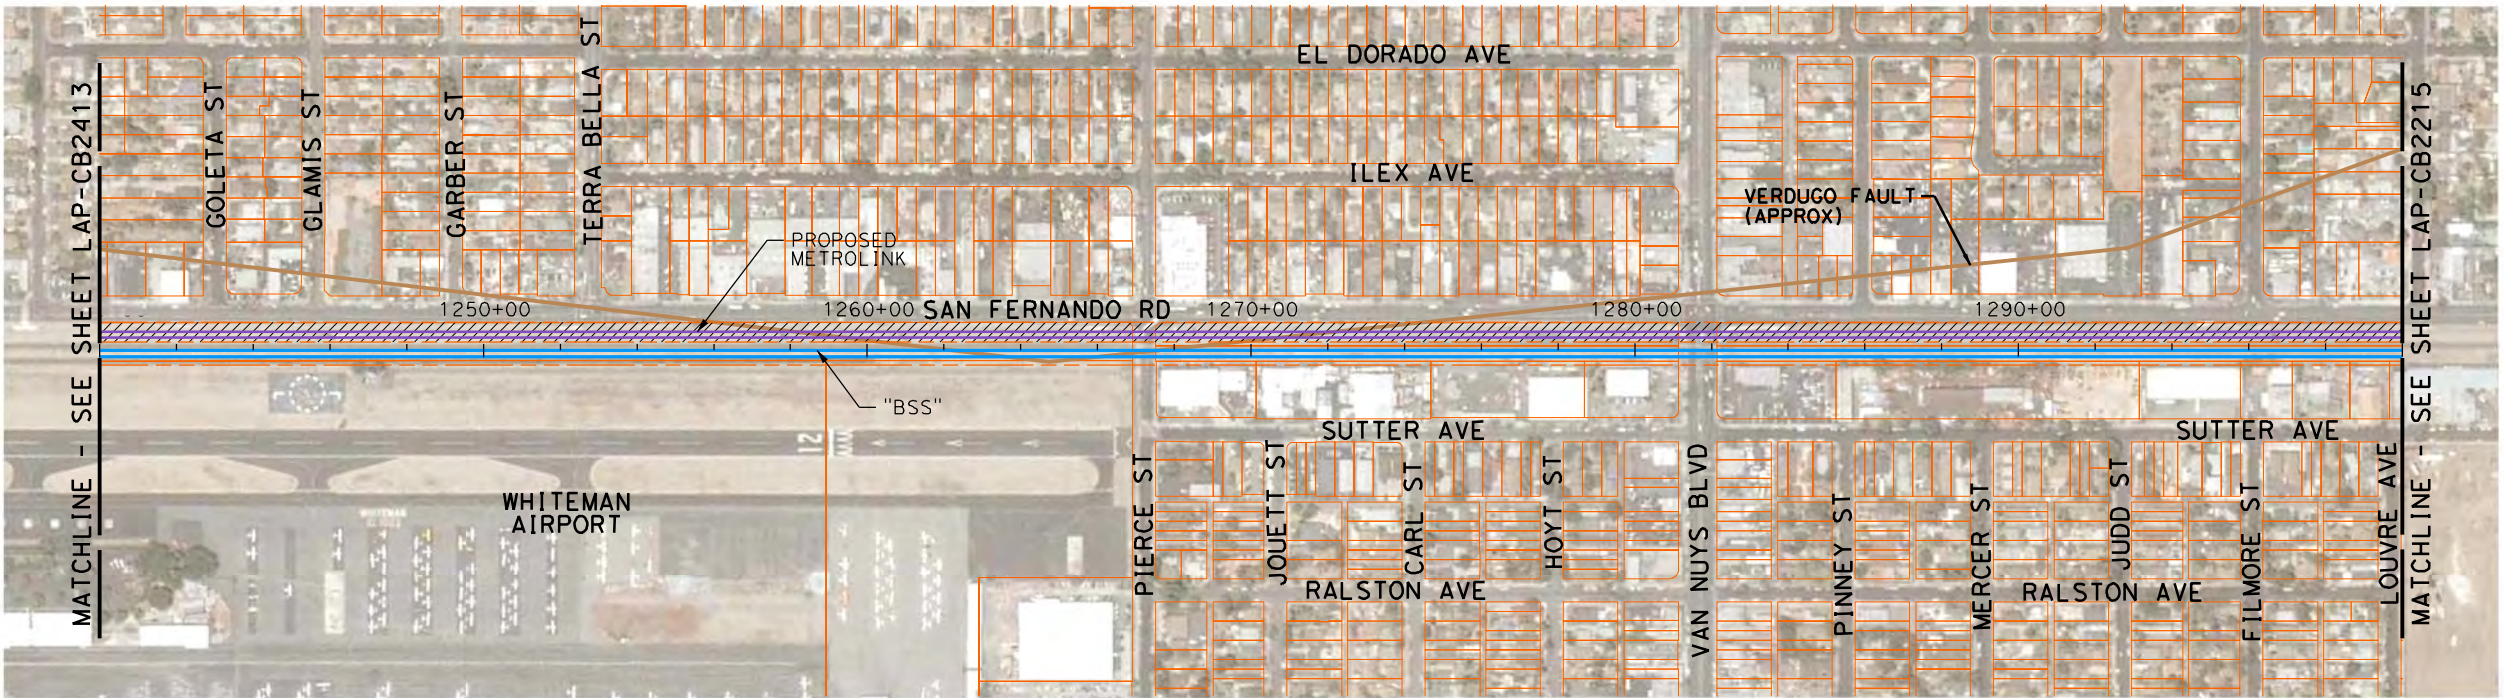 EL DORADO AVE
ILEX AVE
GOLETA ST
GLAMIS ST
GARBER ST
TERRA BELLA ST
VERDUGO FAULT
(APPROX)
PROPOSED
METROLINK
1250+00
1260+00
SAN FERNANDO RD
1270+00
1280+00
1290+00
MATCHLINE - SEE SHEET LAP-CB2413
MATCHLINE - SEE SHEET LAP-CB2215
"BSS"
12
SUTTER AVE
SUTTER AVE
WHITEMAN
AIRPORT
WHITEMAN
PIERCE ST
JOUETT ST
CARL ST
HOYT ST
VAN NUYS BLVD
PINNEY ST
MERCER ST
JUDD ST
FILMORE ST
LOUVRE AVE
RALSTON AVE
RALSTON AVE